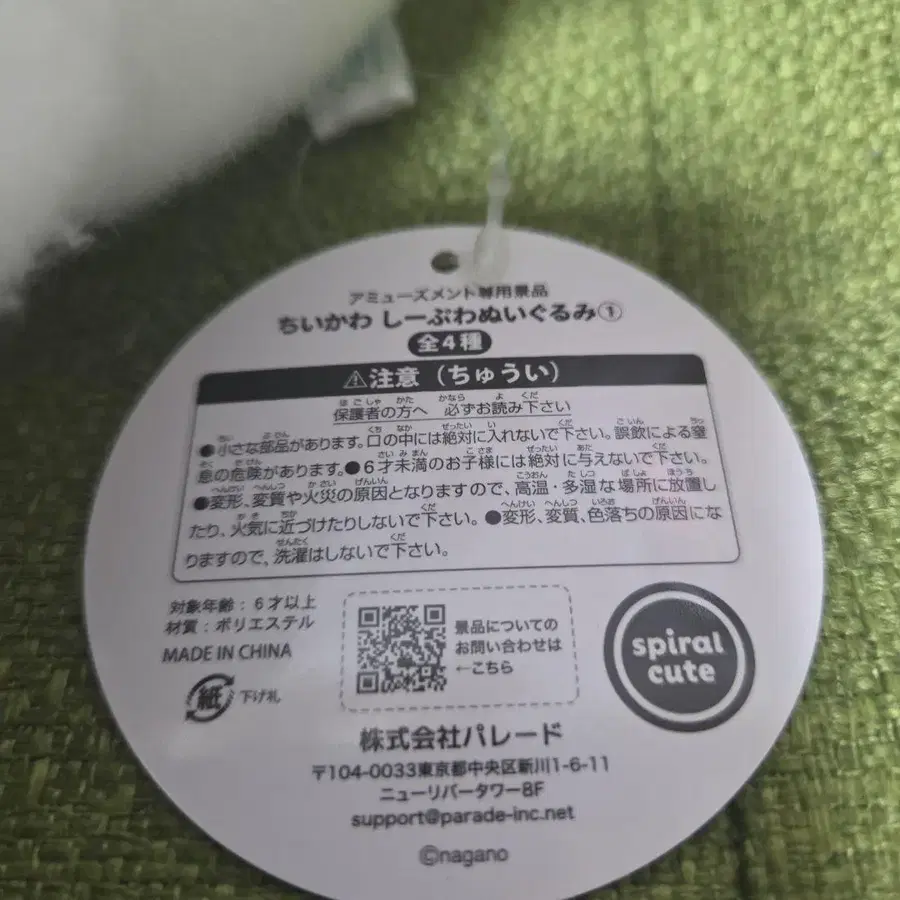 アミューズメント専用景品
ちいかわ しーぷわぬいぐるみ①
全4種
⚠注意（ちゅうい）
保護者の方へ 必ずお読み下さい
●小さな部品があります。口の中には絶対に入れないで下さい。誤飲による窒
息の危険があります。●6才未満のお子様には絶対に与えないで下さい。
●変形、変質や火災の原因となりますので、高温・多湿な場所に放置し
たり、火気に近づけたりしないで下さい。●変形、変質、色落ちの原因にな
りますので、洗濯はしないで下さい。
対象年齢：6才以上
材質：ポリエステル
MADE IN CHINA
紙 下げ札
景品についての
お問い合わせは
←こちら
spiral
cute
株式会社パレード
〒104-0033東京都中央区新川1-6-11
ニューリバータワー8F
support@parade-inc.net
©nagano